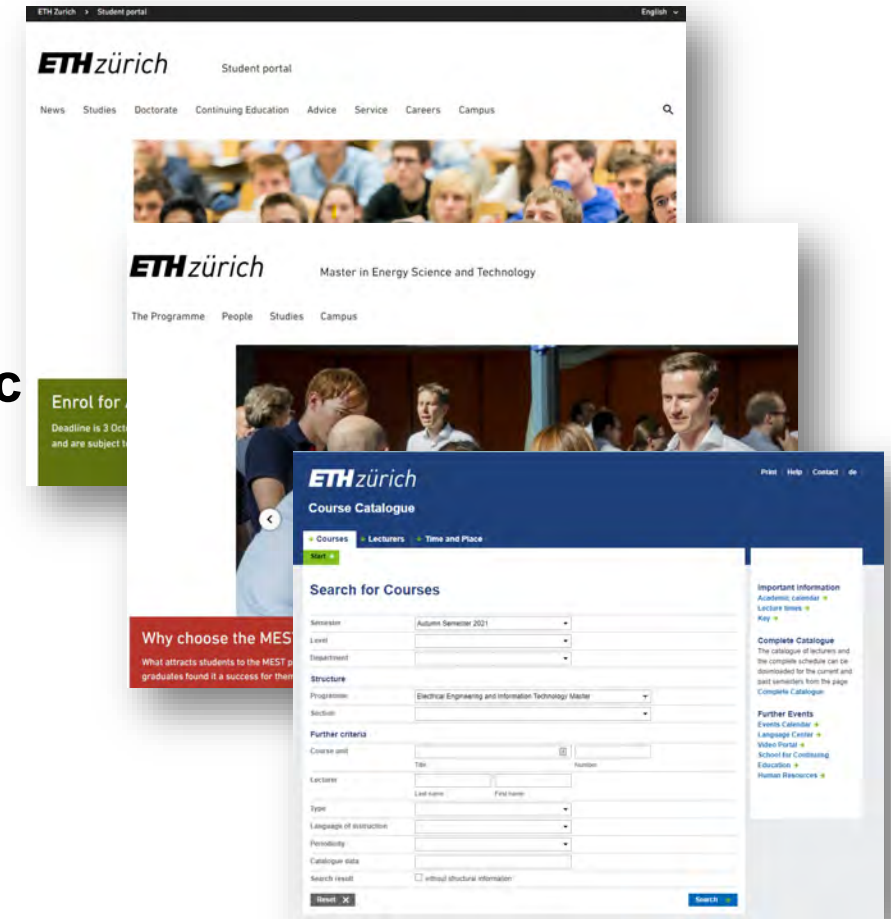 ETH Zurich > Student portal English
ETH zürich Student portal
News Studies Doctorate Continuing Education Advice Service Careers Campus
ETH zürich Master in Energy Science and Technology
The Programme People Studies Campus
c
Enrol for
Deadline is 3 Oct
and are subject to
ETH zürich
Print Help Contact de
Course Catalogue
Courses Lecturers Time and Place
Start
Search for Courses
Semester Autumn Semester 2021
Level
Department
Structure
Programme Electrical Engineering and Information Technology Master
Section
Further criteria
Course unit
Title Number
Lecturer
Last name First name
Type
Language of instruction
Periodicity
Catalogue data
Search result without structural information
Reset X Search
Important Information
Academic calendar
Lecture times
Key
Complete Catalogue
The catalogue of lecturers and
the complete schedule can be
downloaded for the current and
past semesters from the page
Complete Catalogue
Further Events
Events Calendar
Language Center
Video Portal
School for Continuing
Education
Human Resources
Why choose the MES
What attracts students to the MEST p
graduates found it a success for them